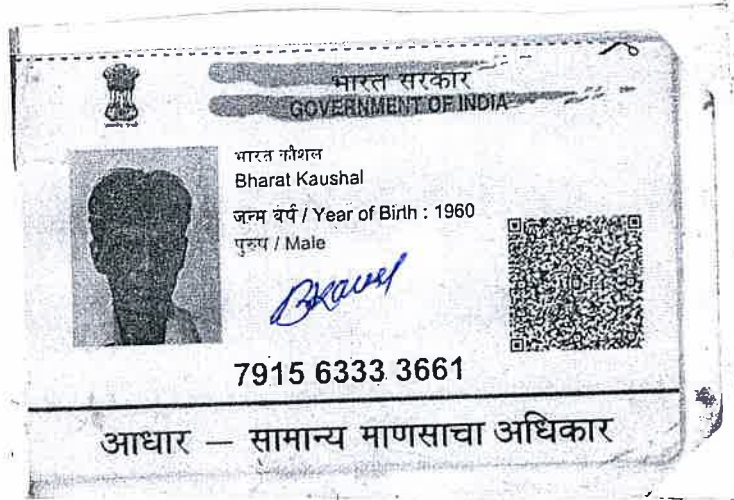 भारत सरकार
GOVERNMENT OF INDIA
भारत कौशल
Bharat Kaushal
जन्म वर्ष / Year of Birth : 1960
पुरुष / Male
7915 6333 3661
आधार — सामान्य माणसाचा अधिकार